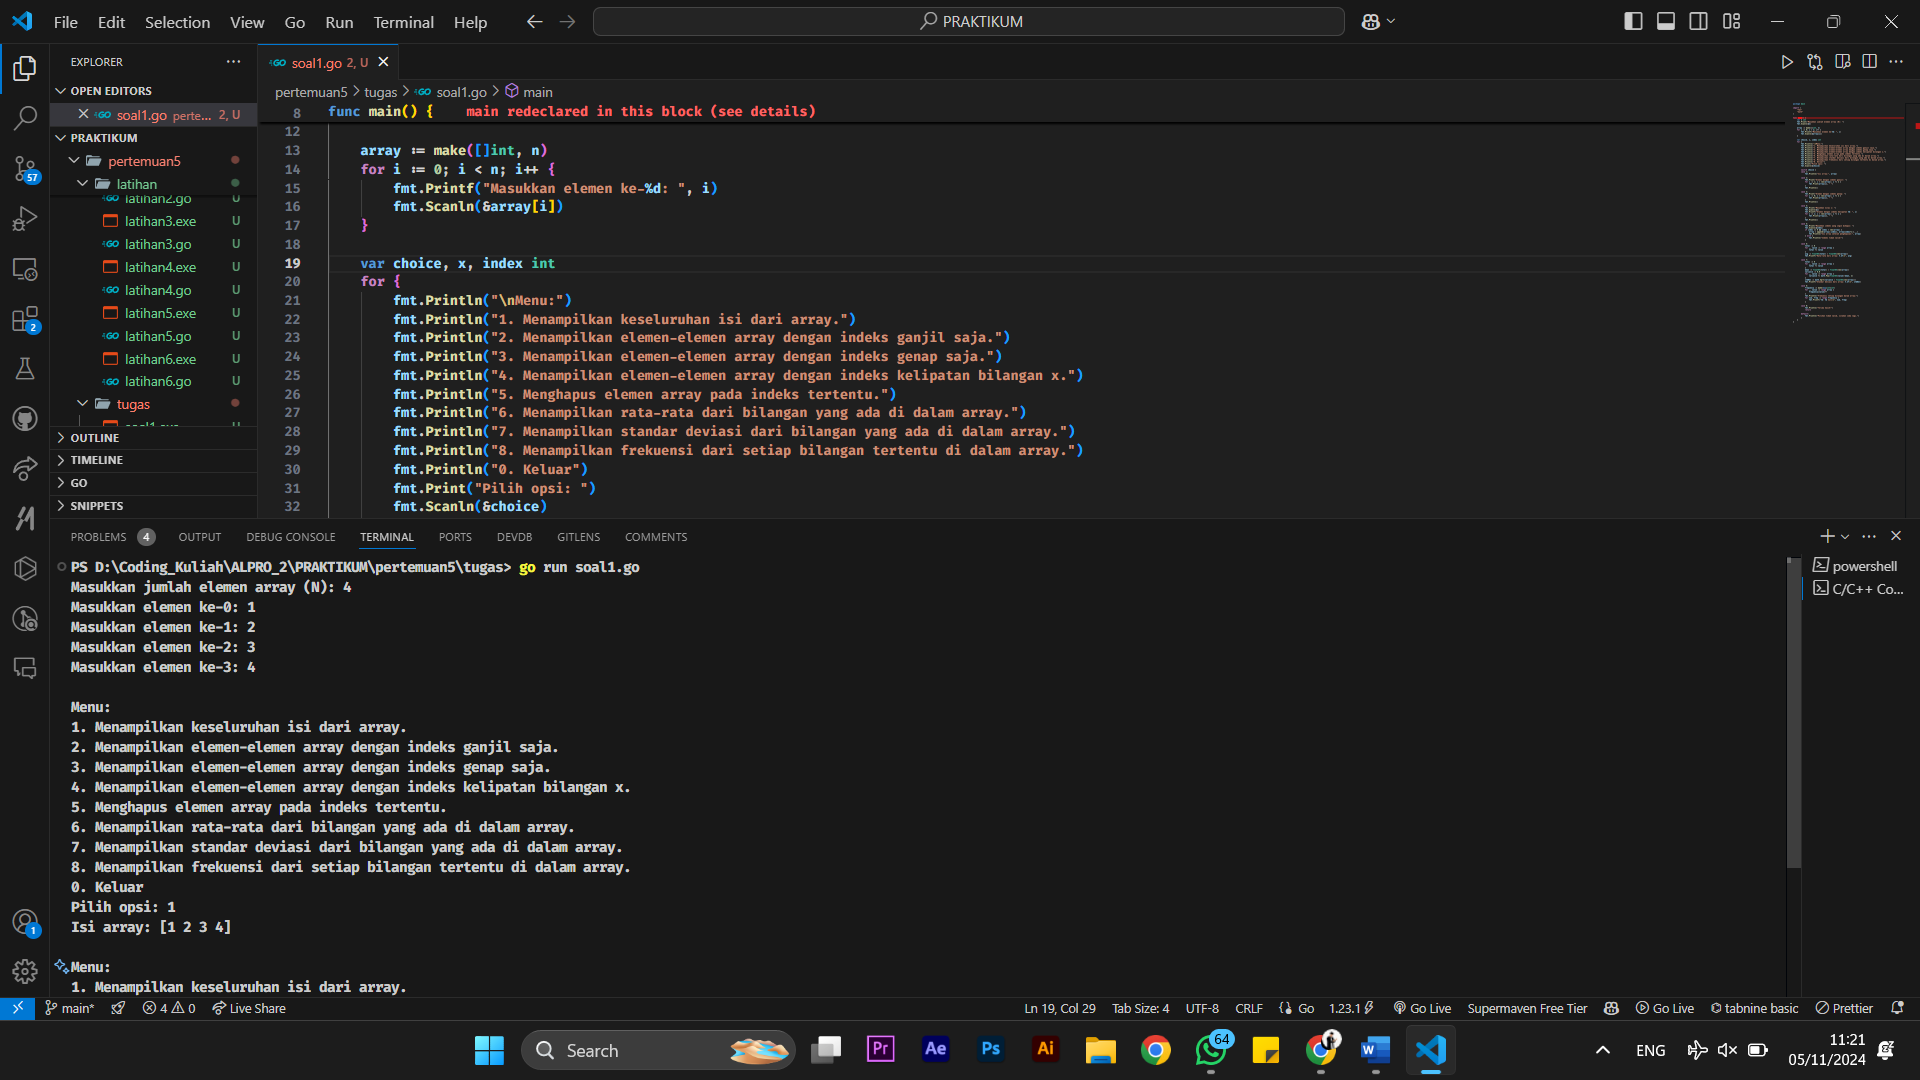 File Edit Selection View Go Run Terminal Help
PRAKTIKUM
EXPLORER
OPEN EDITORS
soal1.go perte... 2, U
PRAKTIKUM
pertemuan5
latihan
latihan2.go U
latihan3.exe U
latihan3.go U
latihan4.exe U
latihan4.go U
latihan5.exe U
latihan5.go U
latihan6.exe U
latihan6.go U
tugas
soal1.exe U
OUTLINE
TIMELINE
GO
SNIPPETS
57
2
1
soal1.go 2, U
pertemuan5 > tugas > soal1.go > main
8 func main() { main redeclared in this block (see details)
12
13 array := make([]int, n)
14 for i := 0; i < n; i++ {
15 fmt.Printf("Masukkan elemen ke-%d: ", i)
16 fmt.Scanln(&array[i])
17 }
18
19 var choice, x, index int
20 for {
21 fmt.Println("\nMenu:")
22 fmt.Println("1. Menampilkan keseluruhan isi dari array.")
23 fmt.Println("2. Menampilkan elemen-elemen array dengan indeks ganjil saja.")
24 fmt.Println("3. Menampilkan elemen-elemen array dengan indeks genap saja.")
25 fmt.Println("4. Menampilkan elemen-elemen array dengan indeks kelipatan bilangan x.")
26 fmt.Println("5. Menghapus elemen array pada indeks tertentu.")
27 fmt.Println("6. Menampilkan rata-rata dari bilangan yang ada di dalam array.")
28 fmt.Println("7. Menampilkan standar deviasi dari bilangan yang ada di dalam array.")
29 fmt.Println("8. Menampilkan frekuensi dari setiap bilangan tertentu di dalam array.")
30 fmt.Println("0. Keluar")
31 fmt.Print("Pilih opsi: ")
32 fmt.Scanln(&choice)
PROBLEMS 4 OUTPUT DEBUG CONSOLE TERMINAL PORTS DEVDB GITLENS COMMENTS
PS D:\Coding_Kuliah\ALPRO_2\PRAKTIKUM\pertemuan5\tugas> go run soal1.go
Masukkan jumlah elemen array (N): 4
Masukkan elemen ke-0: 1
Masukkan elemen ke-1: 2
Masukkan elemen ke-2: 3
Masukkan elemen ke-3: 4
Menu:
1. Menampilkan keseluruhan isi dari array.
2. Menampilkan elemen-elemen array dengan indeks ganjil saja.
3. Menampilkan elemen-elemen array dengan indeks genap saja.
4. Menampilkan elemen-elemen array dengan indeks kelipatan bilangan x.
5. Menghapus elemen array pada indeks tertentu.
6. Menampilkan rata-rata dari bilangan yang ada di dalam array.
7. Menampilkan standar deviasi dari bilangan yang ada di dalam array.
8. Menampilkan frekuensi dari setiap bilangan tertentu di dalam array.
0. Keluar
Pilih opsi: 1
Isi array: [1 2 3 4]
Menu:
1. Menampilkan keseluruhan isi dari array.
powershell
C/C++ Co...
main* 4 0 Live Share
Ln 19, Col 29 Tab Size: 4 UTF-8 CRLF {} Go 1.23.1 Go Live Supermaven Free Tier Go Live tabnine basic Prettier
Search
Pr Ae Ps Ai 64 W
ENG
11:21
05/11/2024